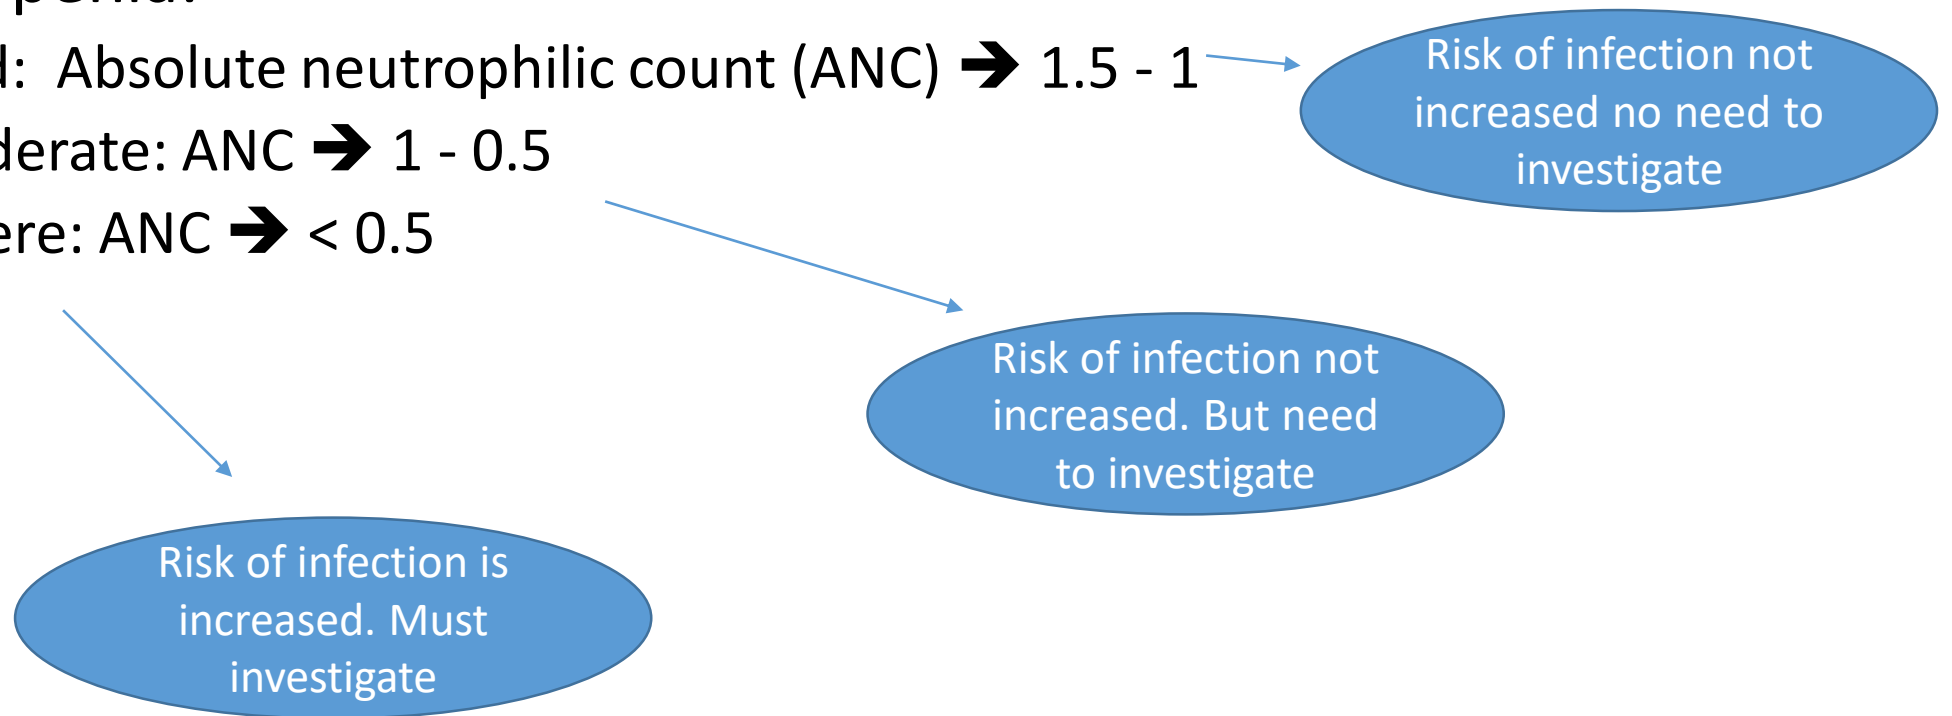 penia:
d: Absolute neutrophilic count (ANC) ➔ 1.5 - 1
derate: ANC ➔ 1 - 0.5
ere: ANC ➔ < 0.5
Risk of infection not
increased no need to
investigate
Risk of infection not
increased. But need
to investigate
Risk of infection is
increased. Must
investigate